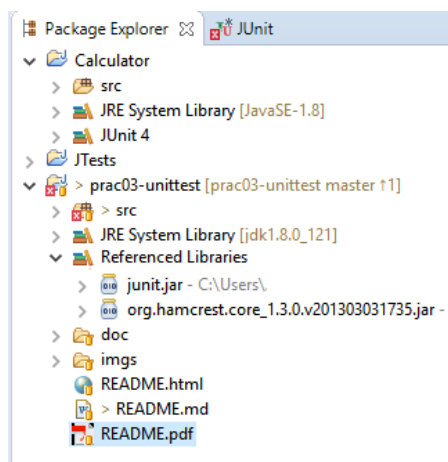 Package Explorer JUnit
Calculator
src
JRE System Library [JavaSE-1.8]
JUnit 4
JTests
> prac03-unittest [prac03-unittest master ↑1]
> src
JRE System Library [jdk1.8.0_121]
Referenced Libraries
junit.jar - C:\Users\
org.hamcrest.core_1.3.0.v201303031735.jar -
doc
imgs
README.html
> README.md
README.pdf